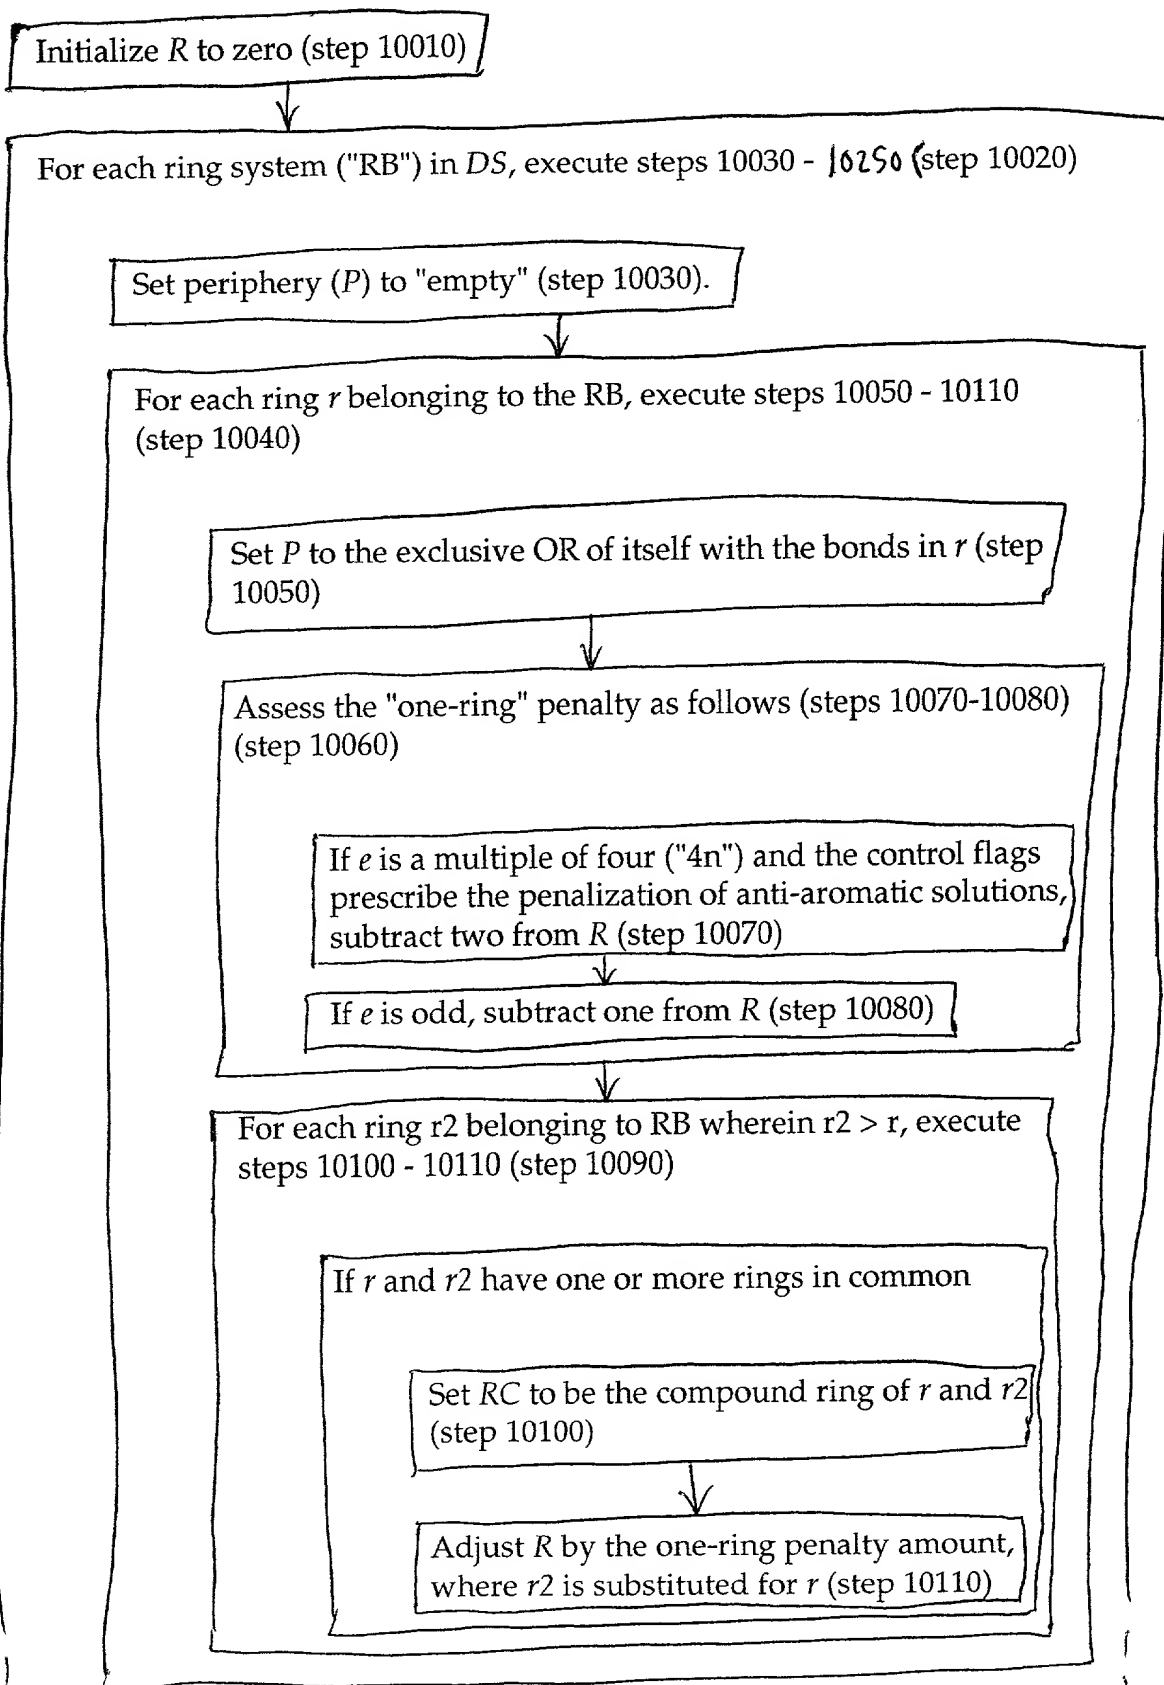 Initialize R to zero (step 10010)
For each ring system ("RB") in DS, execute steps 10030 - 10250 (step 10020)
Set periphery (P) to "empty" (step 10030).
For each ring r belonging to the RB, execute steps 10050 - 10110
(step 10040)
Set P to the exclusive OR of itself with the bonds in r (step
10050)
Assess the "one-ring" penalty as follows (steps 10070-10080)
(step 10060)
If e is a multiple of four ("4n") and the control flags
prescribe the penalization of anti-aromatic solutions,
subtract two from R (step 10070)
If e is odd, subtract one from R (step 10080)
For each ring r2 belonging to RB wherein r2 > r, execute
steps 10100 - 10110 (step 10090)
If r and r2 have one or more rings in common
Set RC to be the compound ring of r and r2
(step 10100)
Adjust R by the one-ring penalty amount,
where r2 is substituted for r (step 10110)